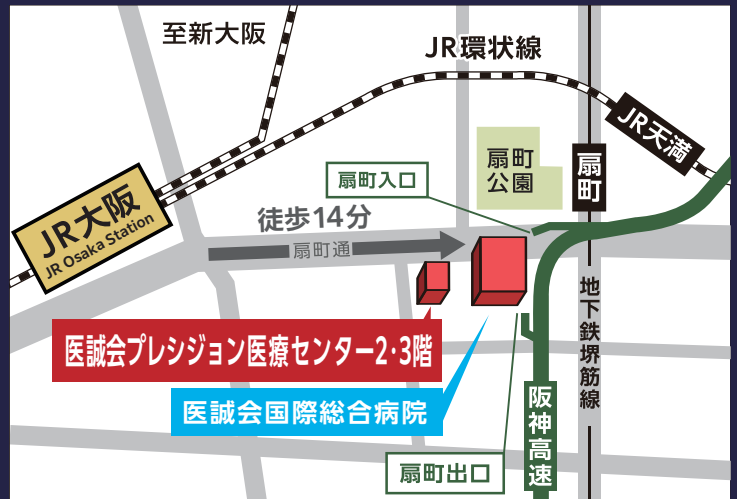 至新大阪
JR環状線
JR天満
扇町
公園
扇町
扇町入口
JR大阪
JR Osaka Station
徒歩14分
扇町通
地下鉄堺筋線
医誠会プレシジョン医療センター2・3階
医誠会国際総合病院
阪神高速
扇町出口